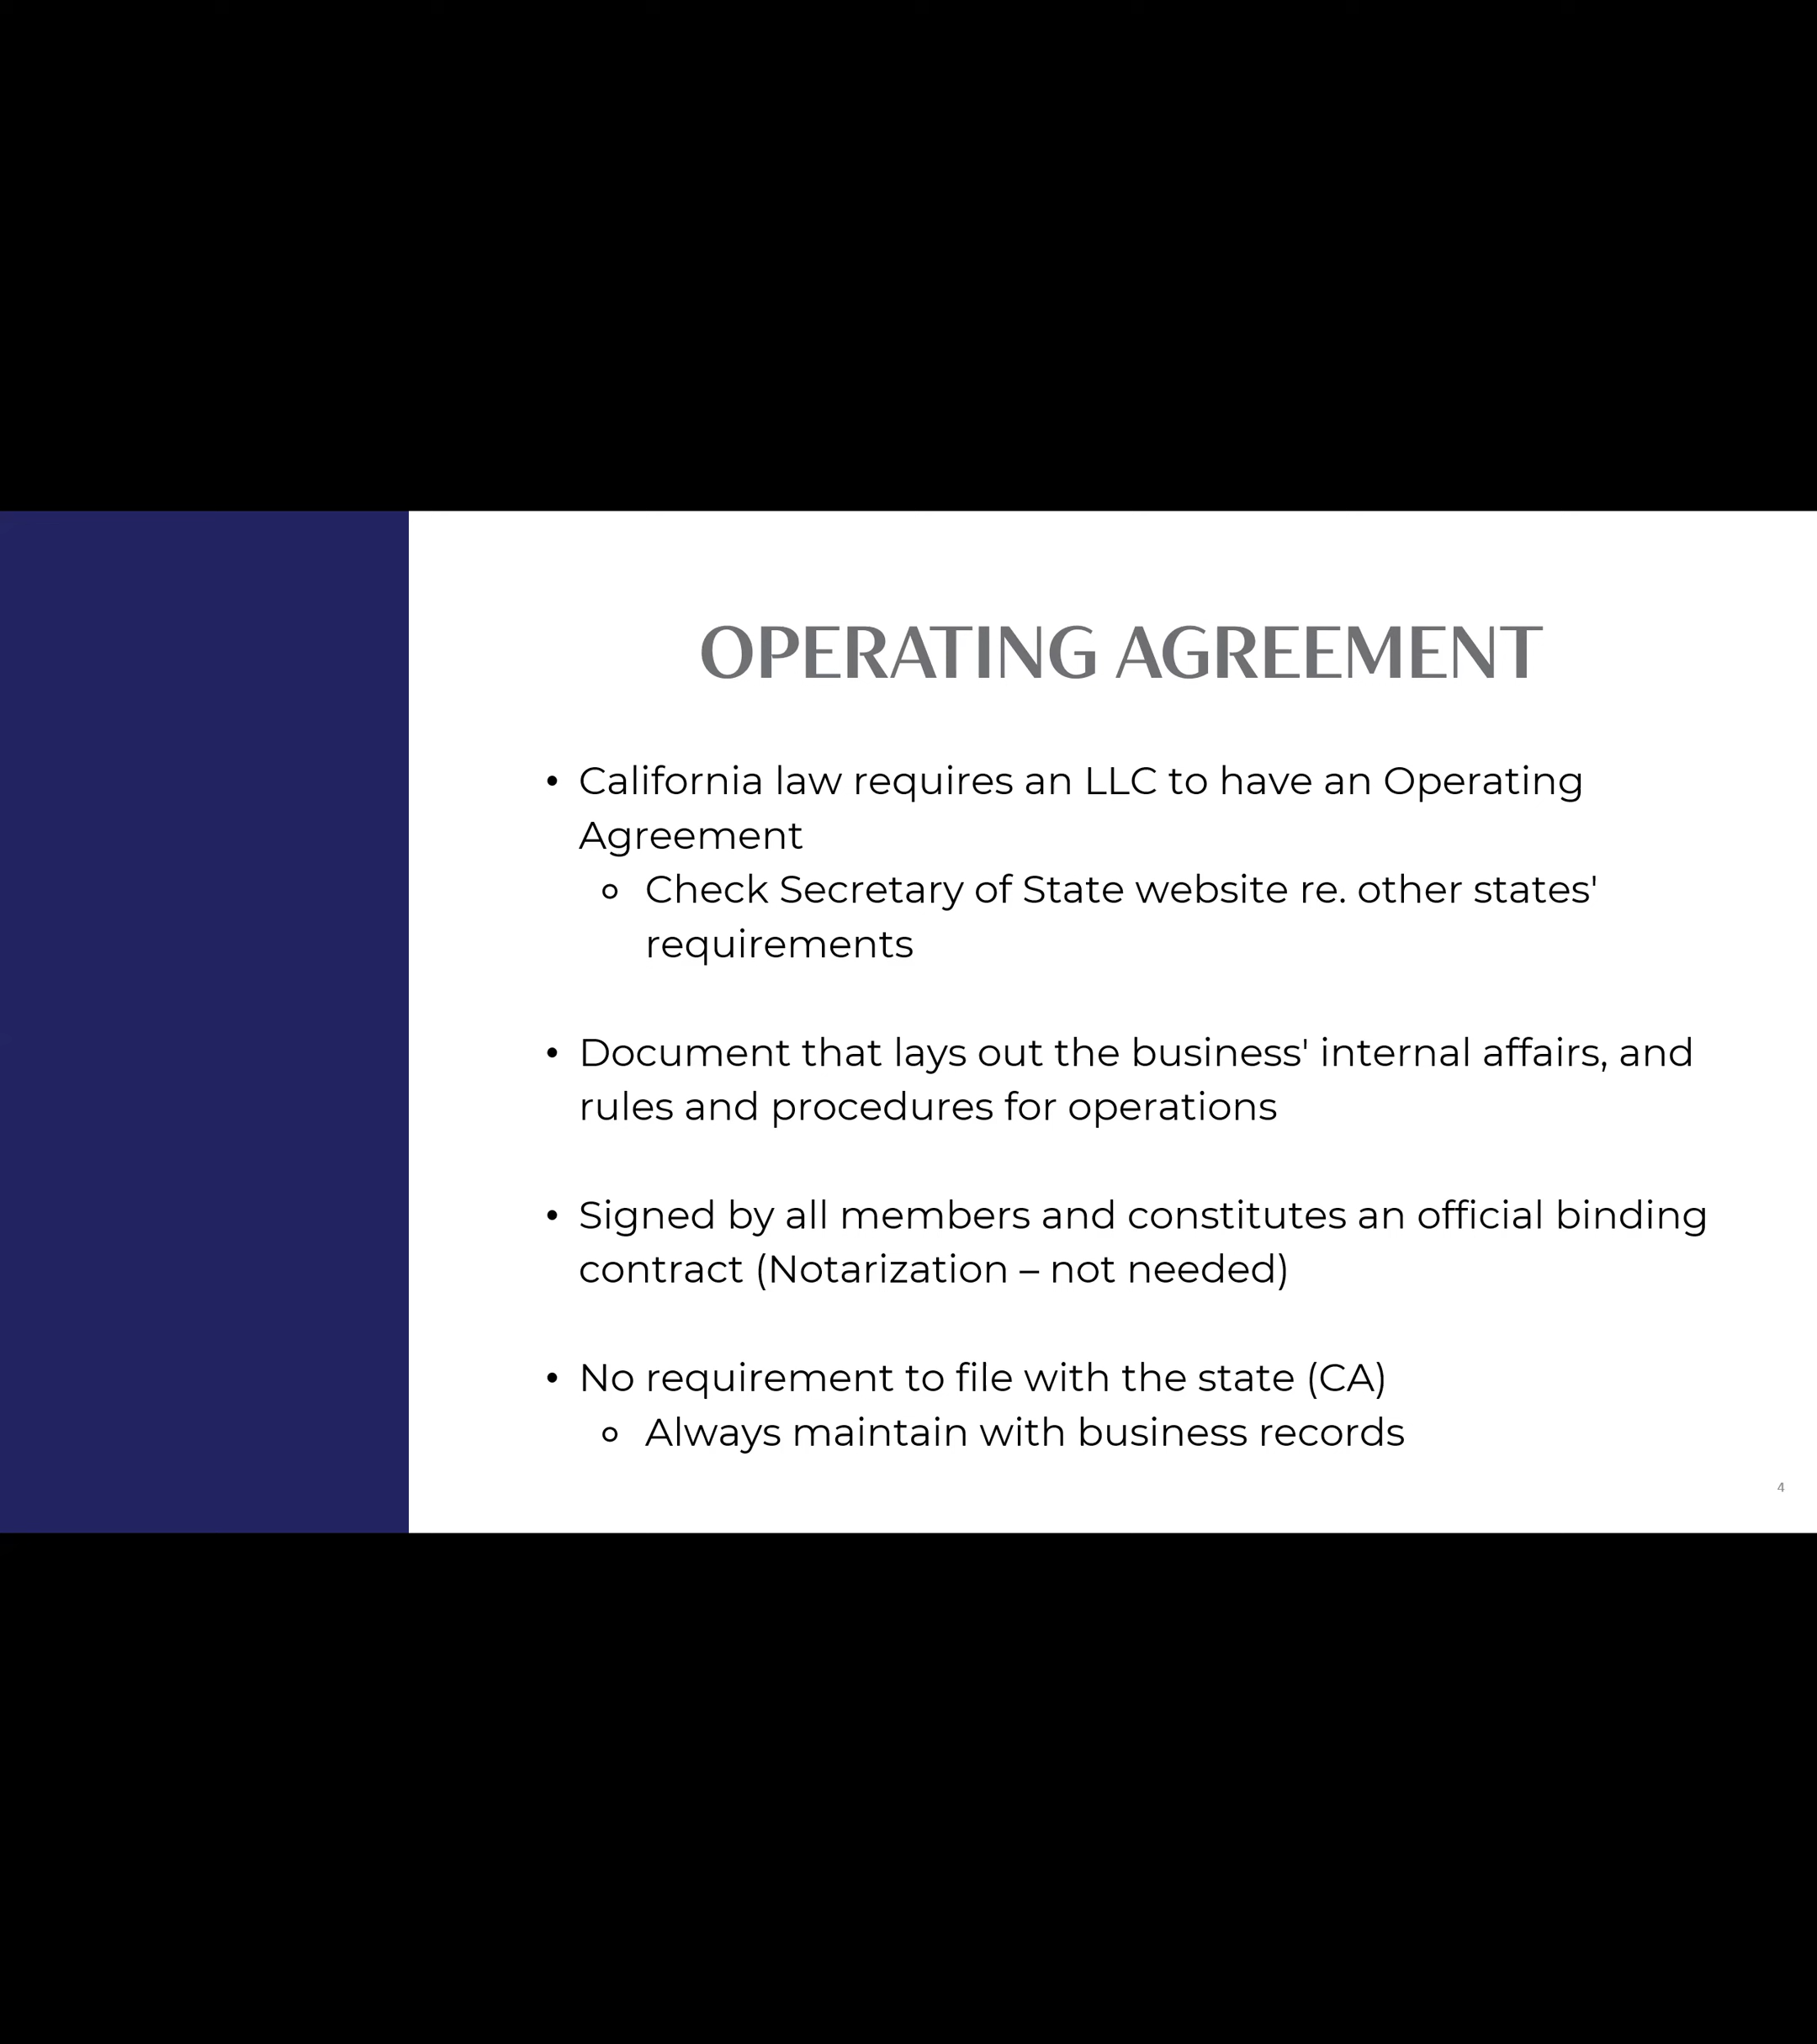 OPERATING AGREEMENT
• California law requires an LLC to have an Operating
Agreement
○ Check Secretary of State website re. other states'
requirements
• Document that lays out the business' internal affairs, and
rules and procedures for operations
• Signed by all members and constitutes an official binding
contract (Notarization – not needed)
• No requirement to file with the state (CA)
○ Always maintain with business records
4